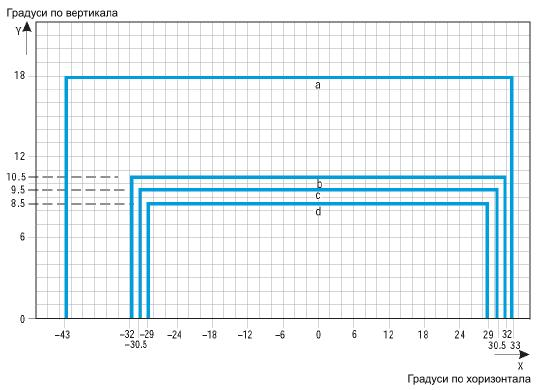 Градуси по вертикала
Y
18
a
12
10.5
b
9.5
c
8.5
d
6
0
–43 –32 –29 –24 –18 –12 –6 0 6 12 18 24 29 32
–30.5 30.5 33
X
Градуси по хоризонтала